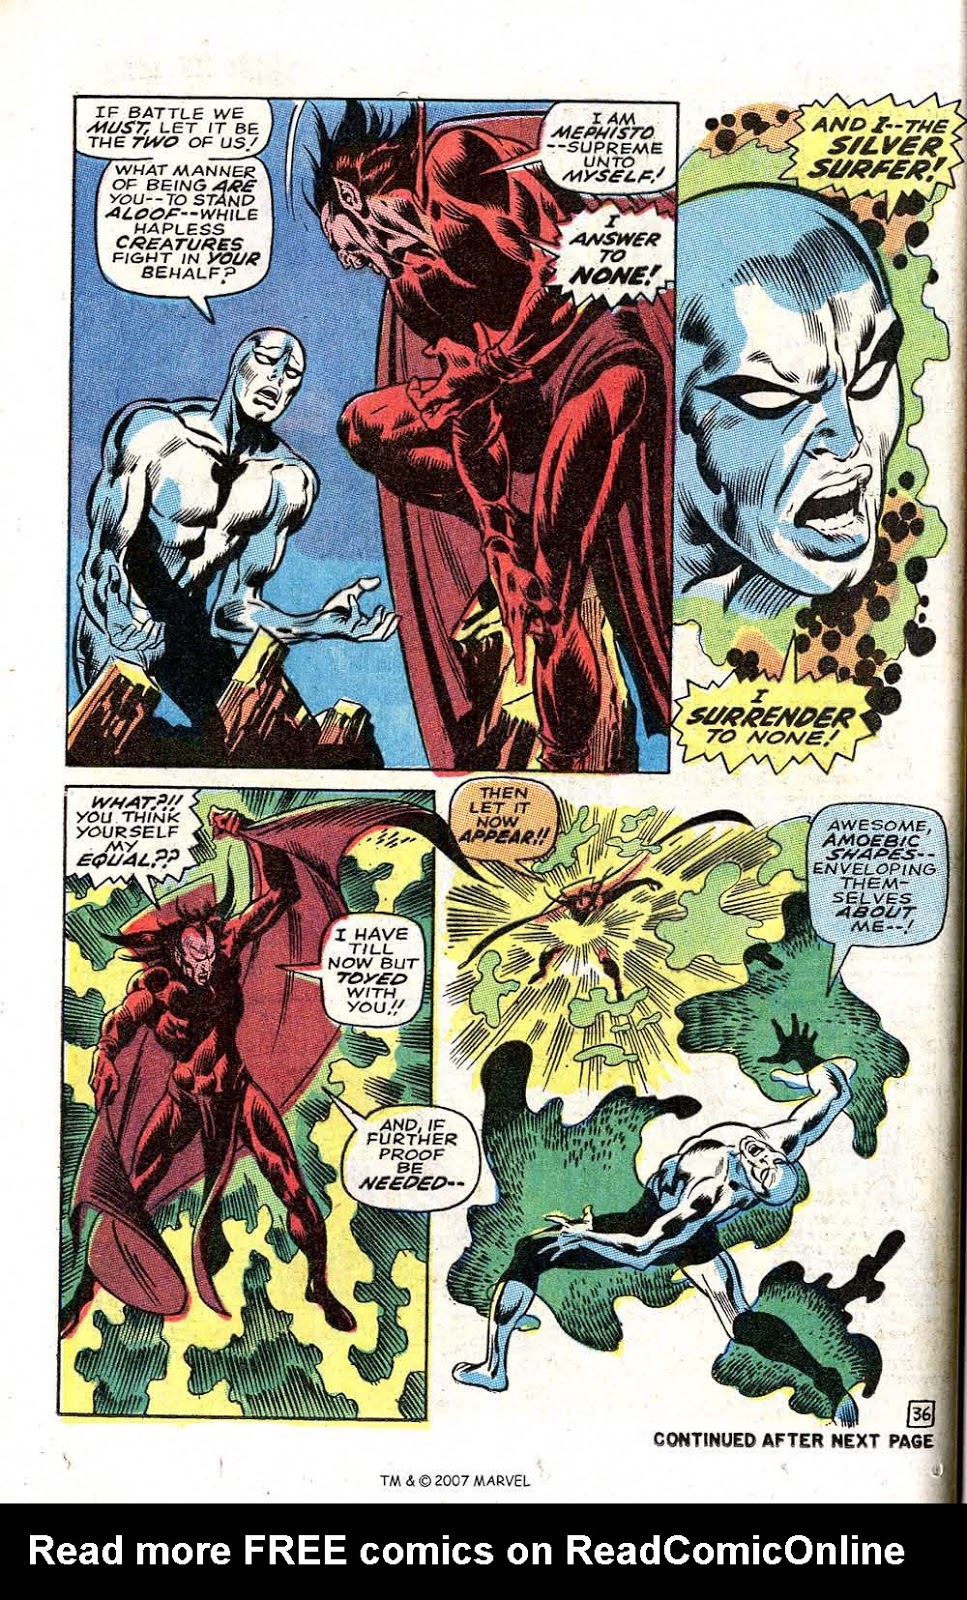 IF BATTLE WE
MUST, LET IT BE
THE TWO OF US!
WHAT MANNER
OF BEING ARE
YOU--TO STAND
ALOOF--WHILE
HAPLESS
CREATURES
FIGHT IN YOUR
BEHALF?
I AM
MEPHISTO
--SUPREME
UNTO
MYSELF!
I
ANSWER
TO
NONE!
AND I--THE
SILVER
SURFER!
I
SURRENDER
TO NONE!
WHAT?!!
YOU THINK
YOURSELF
MY
EQUAL??
I HAVE
TILL
NOW BUT
TOYED
WITH
YOU!!
AND, IF
FURTHER
PROOF
BE
NEEDED--
THEN
LET IT
NOW
APPEAR!!
AWESOME,
AMOEBIC
SHAPES--
ENVELOPING
THEM-
SELVES
ABOUT
ME--!
36
CONTINUED AFTER NEXT PAGE
TM & © 2007 MARVEL
Read more FREE comics on ReadComicOnline